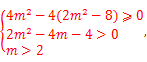 4m² − 4(2m² − 8) ⩾ 0
2m² − 4m − 4 > 0
m > 2 ,